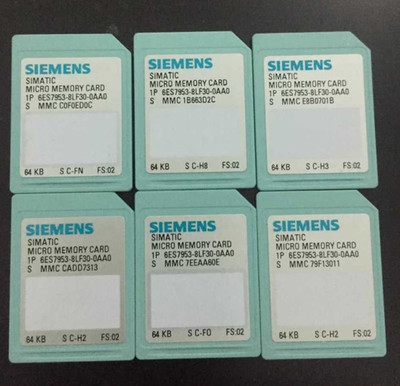 SIEMENS
SIMATIC
MICRO MEMORY CARD
1P 6ES7953-8LF30-0AA0
S MMC C0F0ED0C
64 KB S C-FN FS:02
SIEMENS
SIMATIC
MICRO MEMORY CARD
1P 6ES7953-8LF30-0AA0
S MMC 1B663D2C
64 KB S C-H8 FS:02
SIEMENS
SIMATIC
MICRO MEMORY CARD
1P 6ES7953-8LF30-0AA0
S MMC E8B0701B
64 KB S C-H3 FS:02
SIEMENS
SIMATIC
MICRO MEMORY CARD
1P 6ES7953-8LF30-0AA0
S MMC CADD7313
64 KB S C-H2 FS:02
SIEMENS
SIMATIC
MICRO MEMORY CARD
1P 6ES7953-8LF30-0AA0
S MMC 7EEAA60E
64 KB S C-FO FS:02
SIEMENS
SIMATIC
MICRO MEMORY CARD
1P 6ES7953-8LF30-0AA0
S MMC 79F13011
64 KB S C-H2 FS:02